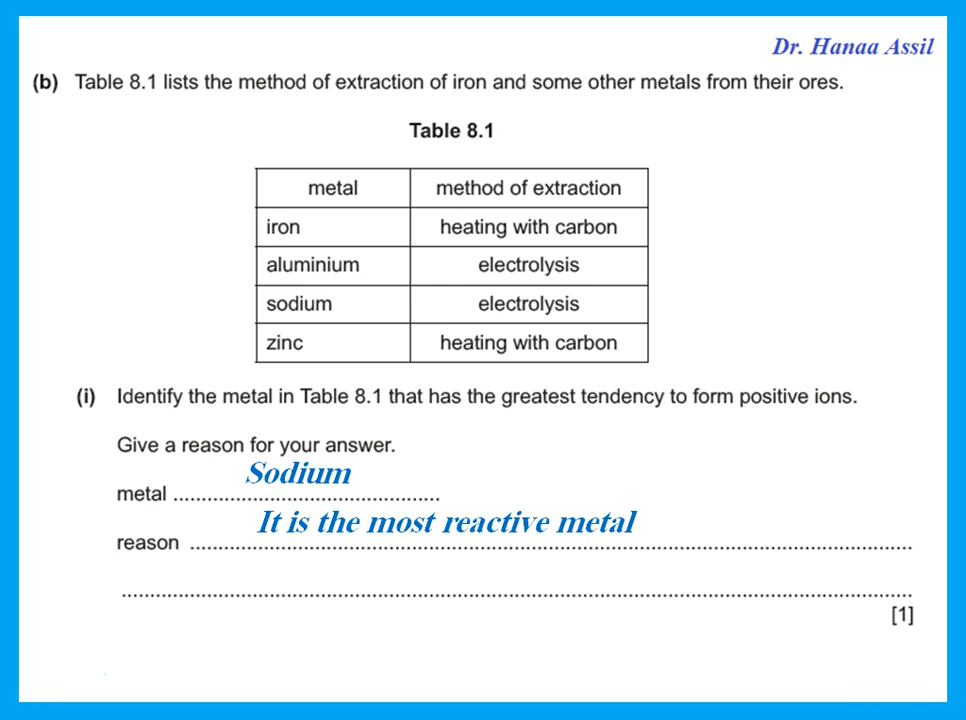 Dr. Hanaa Assil
(b) Table 8.1 lists the method of extraction of iron and some other metals from their ores.
Table 8.1
metal method of extraction
iron heating with carbon
aluminium electrolysis
sodium electrolysis
zinc heating with carbon
(i) Identify the metal in Table 8.1 that has the greatest tendency to form positive ions.
Give a reason for your answer.
Sodium
metal ................................................
It is the most reactive metal
reason ................................................................................................................................
................................................................................................................................................
[1]